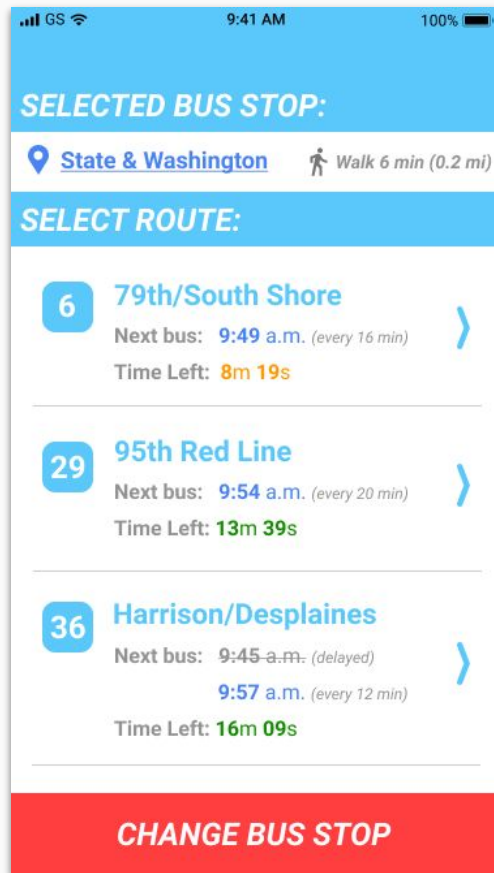 GS 9:41 AM 100%
SELECTED BUS STOP:
State & Washington Walk 6 min (0.2 mi)
SELECT ROUTE:
6 79th/South Shore
Next bus: 9:49 a.m. (every 16 min)
Time Left: 8m 19s
29 95th Red Line
Next bus: 9:54 a.m. (every 20 min)
Time Left: 13m 39s
36 Harrison/Desplaines
Next bus: 9:45 a.m. (delayed)
9:57 a.m. (every 12 min)
Time Left: 16m 09s
CHANGE BUS STOP